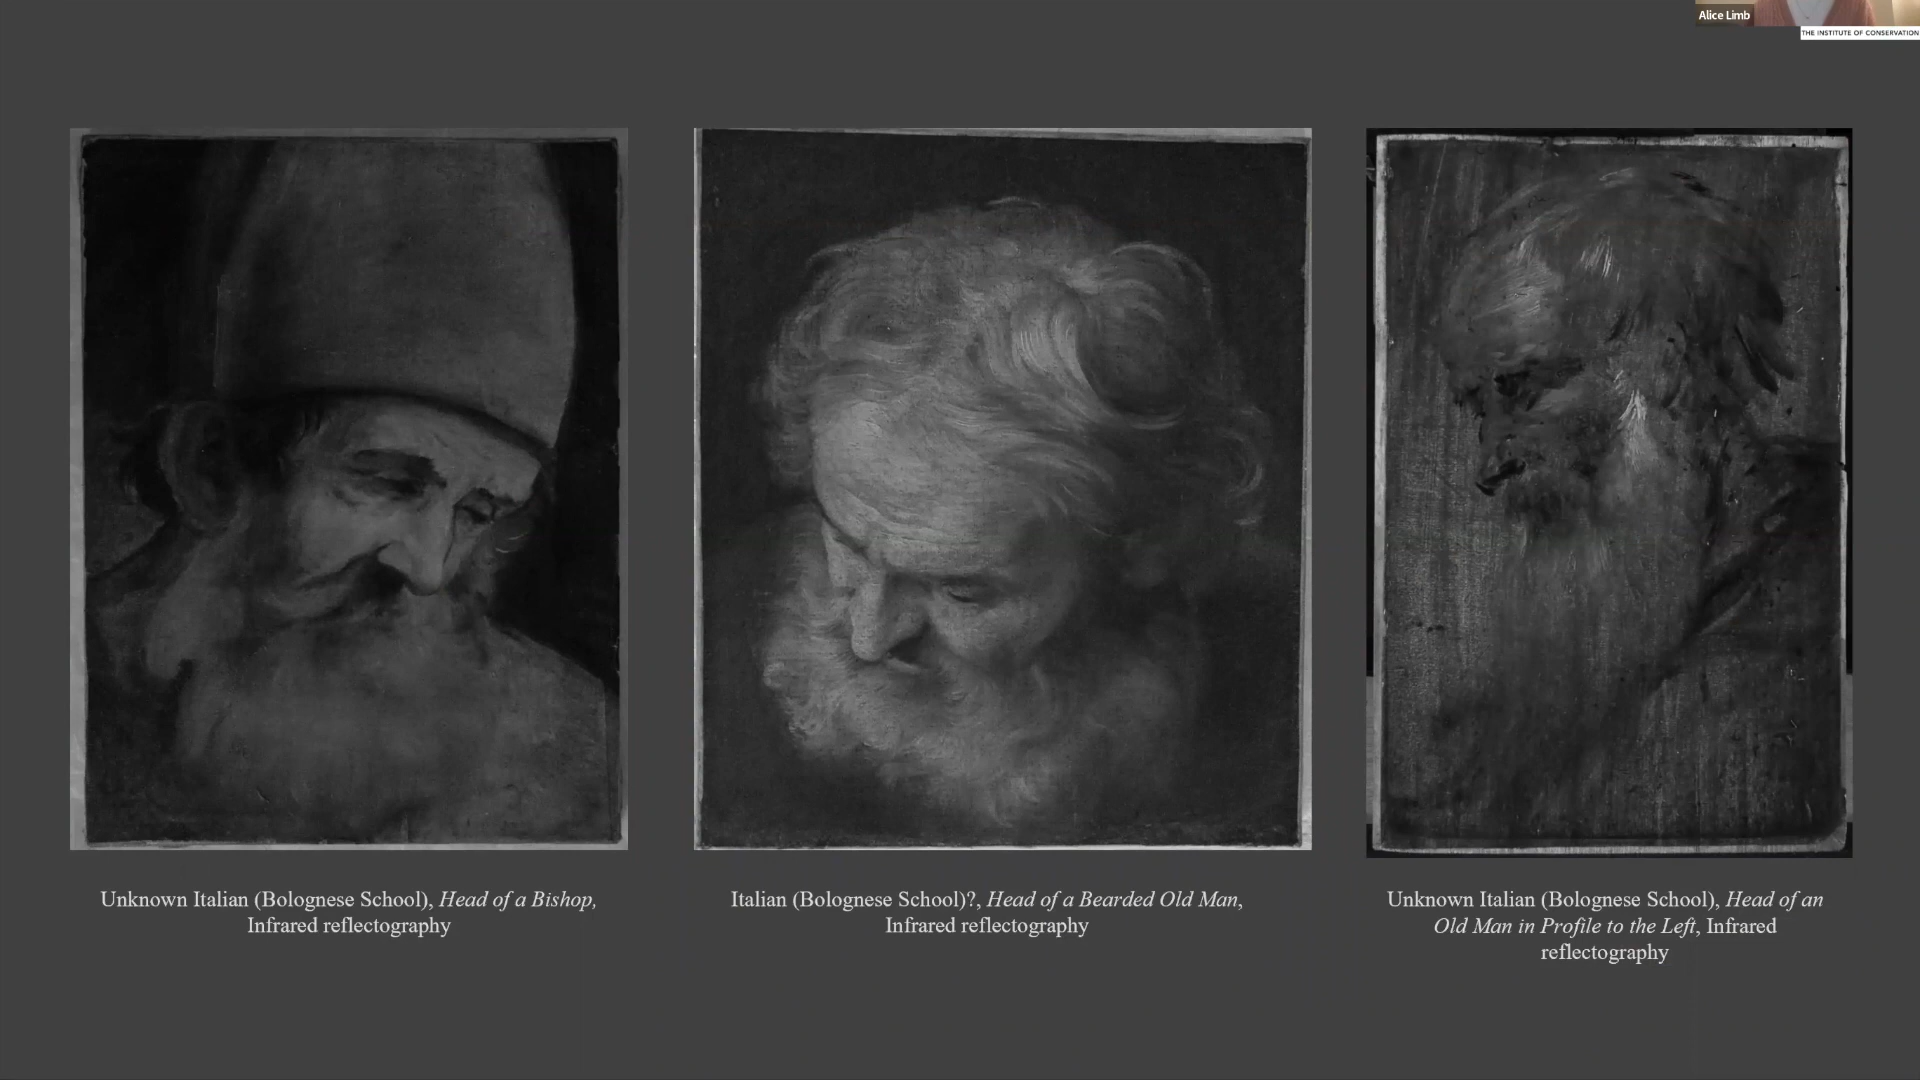 Alice Limb
THE INSTITUTE OF CONSERVATION
Unknown Italian (Bolognese School), Head of a Bishop,
Infrared reflectography
Italian (Bolognese School)?, Head of a Bearded Old Man,
Infrared reflectography
Unknown Italian (Bolognese School), Head of an
Old Man in Profile to the Left, Infrared
reflectography